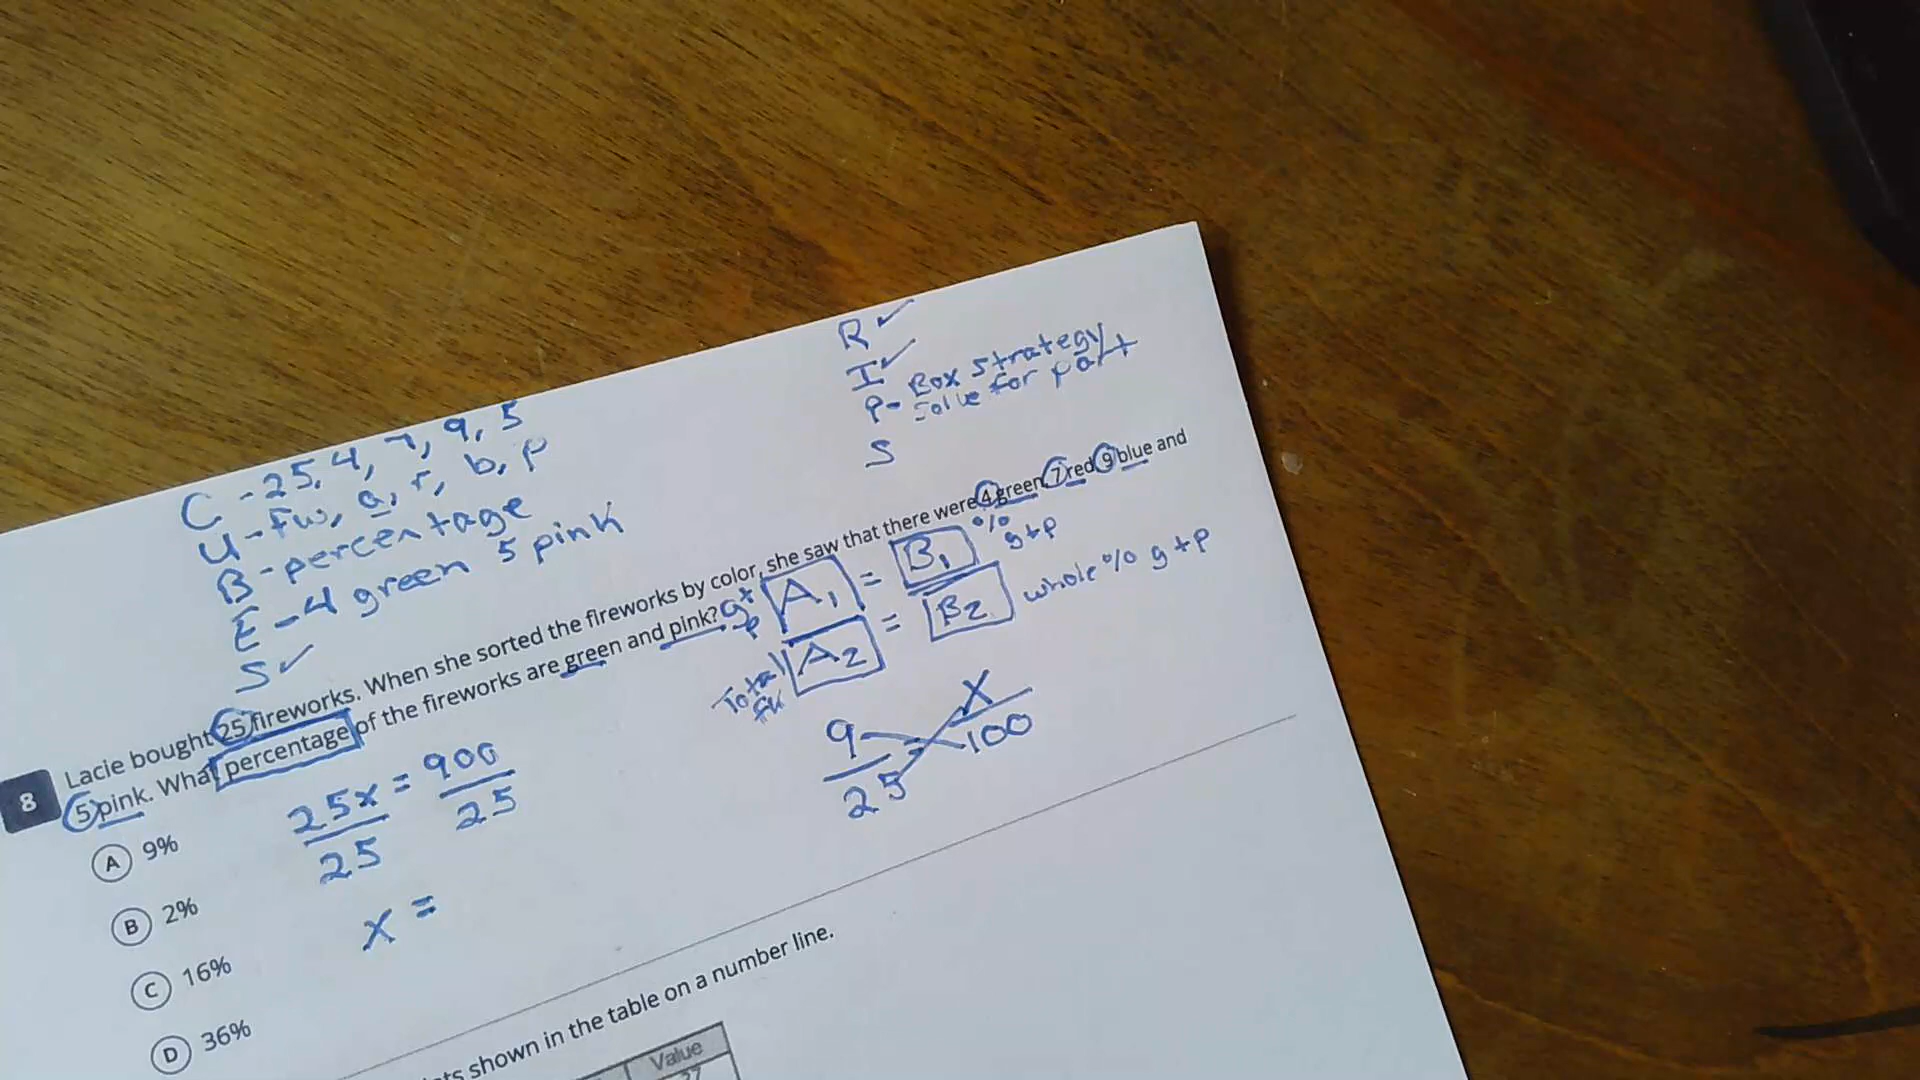 R ✓
I ✓
P- Box strategy
solve for part
S
C - 25, 4, 7, 9, 5
U - fw, g, r, b, p
B - percentage
E - 4 green 5 pink
S ✓
8 Lacie bought 25 fireworks. When she sorted the fireworks by color, she saw that there were 4 green, 7 red 9 blue and
5 pink. What percentage of the fireworks are green and pink?
g + p A1 = B1 % g+p
Total A2 = B2 whole % g+p
9/25 = x/100
25x/25 = 900/25
x =
A 9%
B 2%
C 16%
D 36%
shown in the table on a number line.
Value